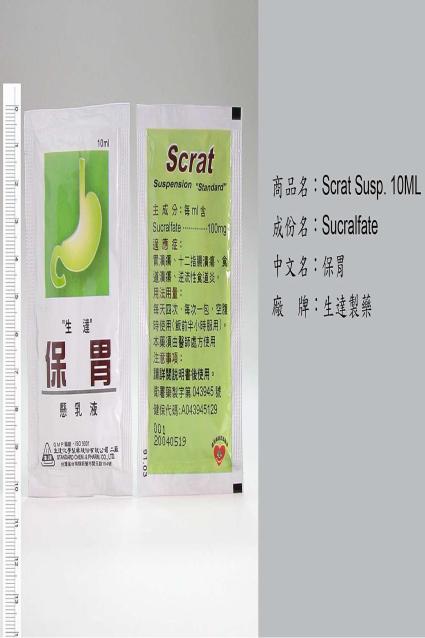 10ml
"生達"
保胃
懸乳液
GMP藥廠・ISO 9001
生達化學製藥股份有限公司 二廠
STANDARD CHEM. & PHARM. CO., LTD.
Scrat
Suspension "Standard"
主成分：每ml含
Sucralfate----------100mg
適應症：
胃潰瘍、十二指腸潰瘍、食
道潰瘍、逆流性食道炎。
用法用量：
每天四次，每次一包，空腹
時使用(飯前半小時服用)。
本藥須由醫師處方使用
注意事項：
請詳閱說明書後使用。
衛署藥製字第043945號
健保代碼：A043945129
001
20040519
91.03
商品名：Scrat Susp. 10ML
成份名：Sucralfate
中文名：保胃
廠　牌：生達製藥